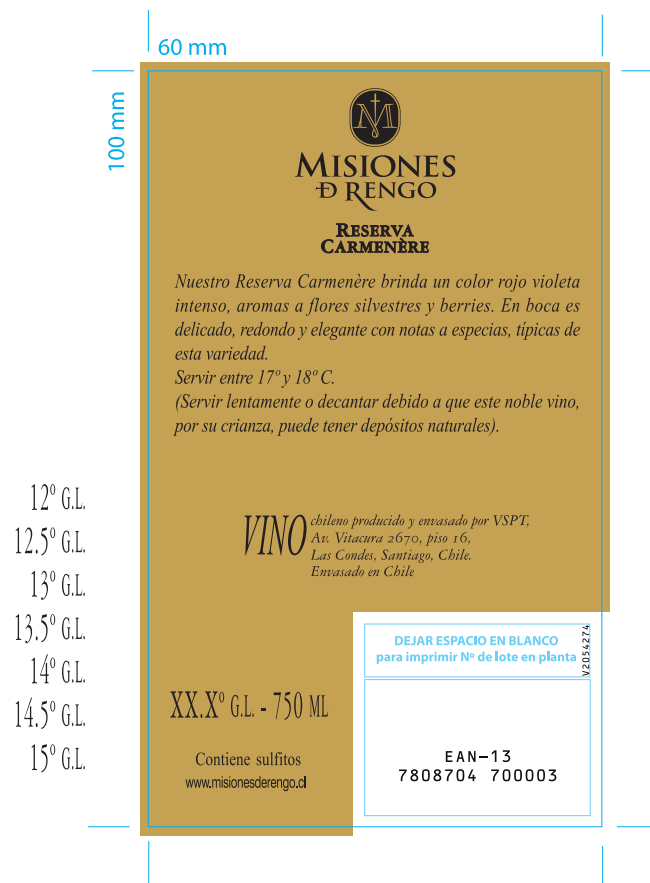 60 mm
100 mm
M
MISIONES
Đ RENGO
RESERVA
CARMENÈRE
Nuestro Reserva Carmenère brinda un color rojo violeta
intenso, aromas a flores silvestres y berries. En boca es
delicado, redondo y elegante con notas a especias, típicas de
esta variedad.
Servir entre 17º y 18º C.
(Servir lentamente o decantar debido a que este noble vino,
por su crianza, puede tener depósitos naturales).
12º G.L.
12.5º G.L.
13º G.L.
13.5º G.L.
14º G.L.
14.5º G.L.
15º G.L.
VINO
chileno producido y envasado por VSPT,
Av. Vitacura 2670, piso 16,
Las Condes, Santiago, Chile.
Envasado en Chile
DEJAR ESPACIO EN BLANCO
para imprimir Nº de lote en planta
V2054274
XX.Xº G.L. - 750 ML
Contiene sulfitos
www.misionesderengo.cl
EAN-13
7808704 700003